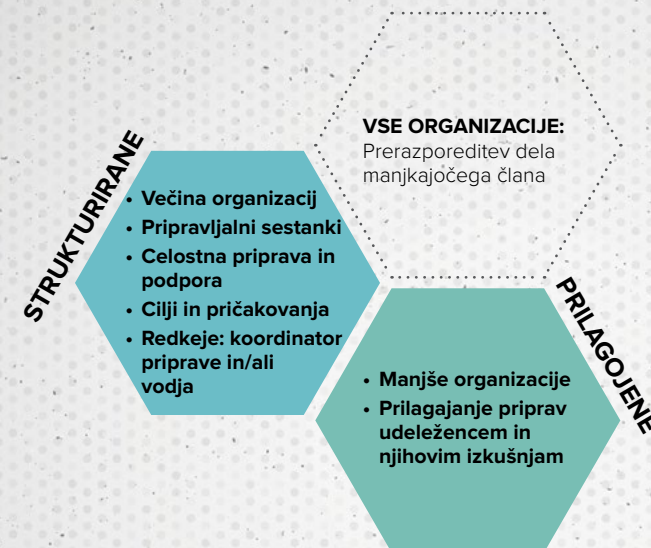 VSE ORGANIZACIJE:
Prerazporeditev dela
manjkajočega člana
STRUKTURIRANE
• Večina organizacij
• Pripravljalni sestanki
• Celostna priprava in
podpora
• Cilji in pričakovanja
• Redkeje: koordinator
priprave in/ali
vodja
PRILAGOJENE
• Manjše organizacije
• Prilagajanje priprav
udeležencem in
njihovim izkušnjam